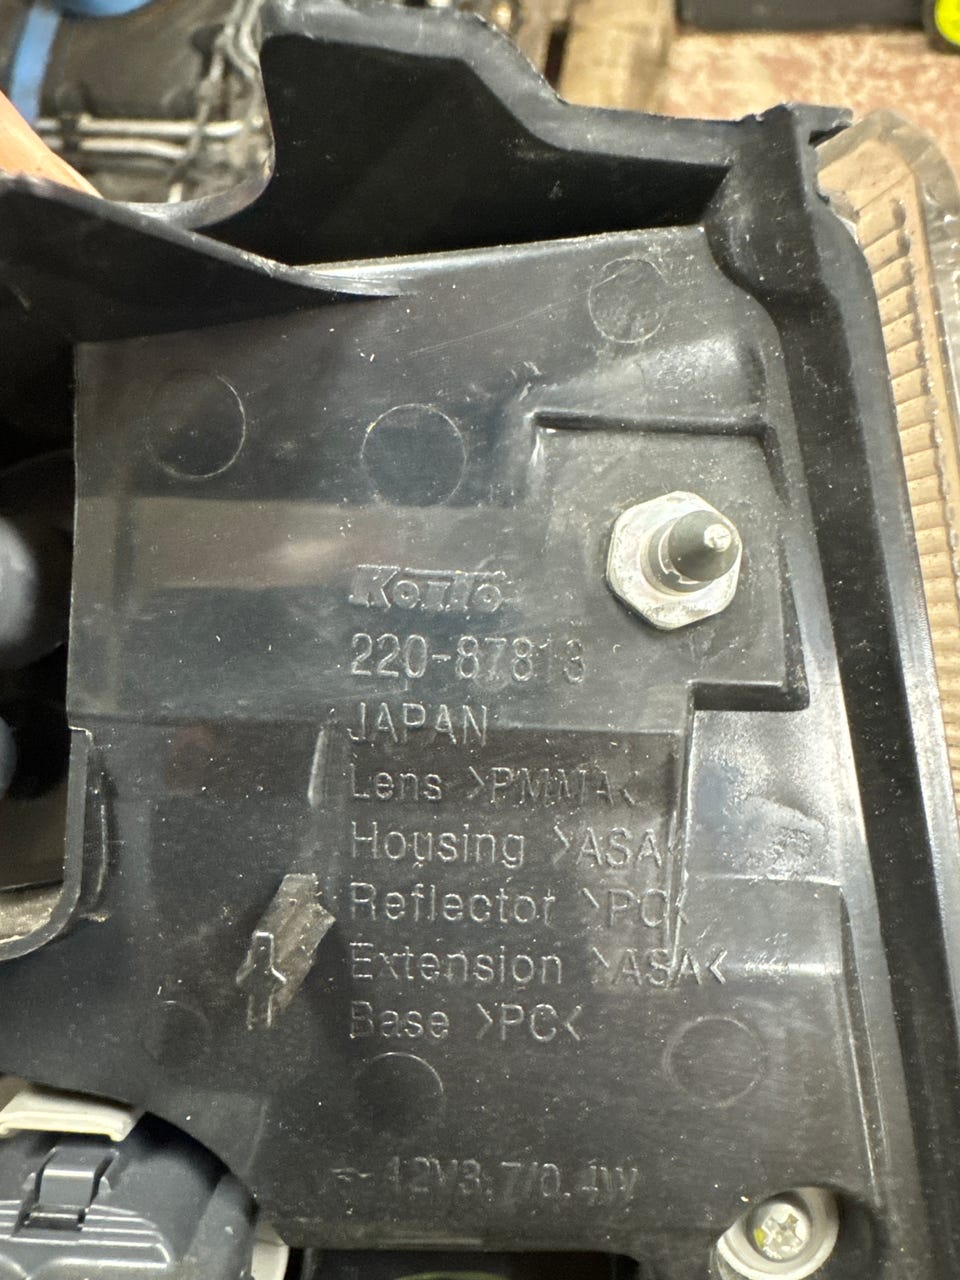 KOITO
220-87813
JAPAN
Lens >PMMA<
Housing >ASA<
Reflector >PC<
Extension >ASA<
Base >PC<
12V3.7/0.4W